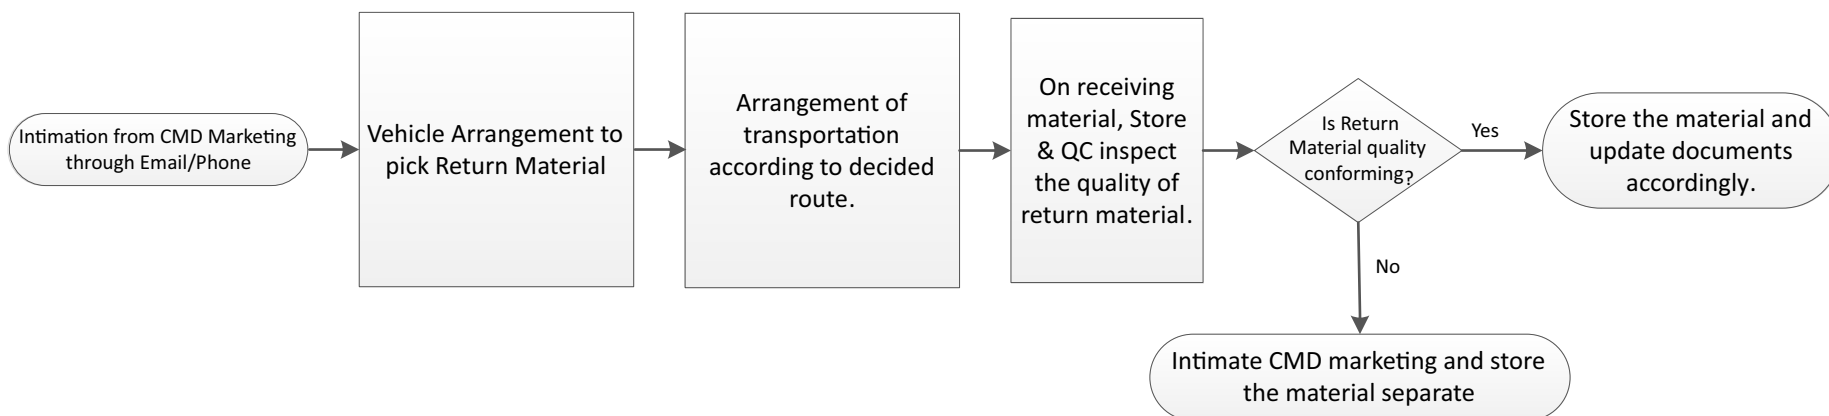 Intimation from CMD Marketing
through Email/Phone
Vehicle Arrangement to
pick Return Material
Arrangement of
transportation
according to decided
route.
On receiving
material, Store
& QC inspect
the quality of
return material.
Is Return
Material quality
conforming?
Yes
Store the material and
update documents
accordingly.
No
Intimate CMD marketing and store
the material separate